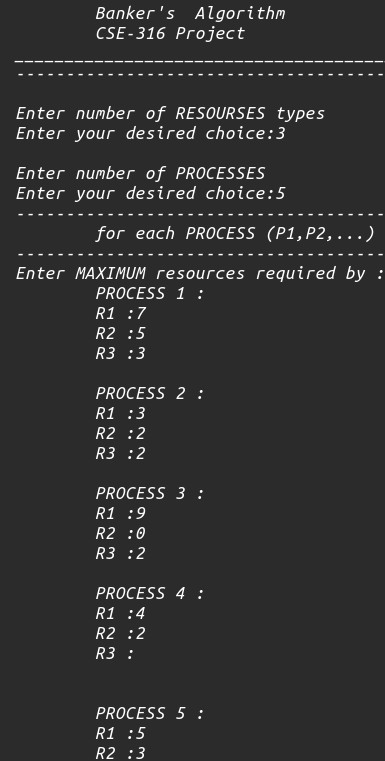 Banker's Algorithm
CSE-316 Project
Enter number of RESOURSES types
Enter your desired choice:3
Enter number of PROCESSES
Enter your desired choice:5
for each PROCESS (P1,P2,...)
Enter MAXIMUM resources required by :
PROCESS 1 :
R1 :7
R2 :5
R3 :3
PROCESS 2 :
R1 :3
R2 :2
R3 :2
PROCESS 3 :
R1 :9
R2 :0
R3 :2
PROCESS 4 :
R1 :4
R2 :2
R3 :
PROCESS 5 :
R1 :5
R2 :3